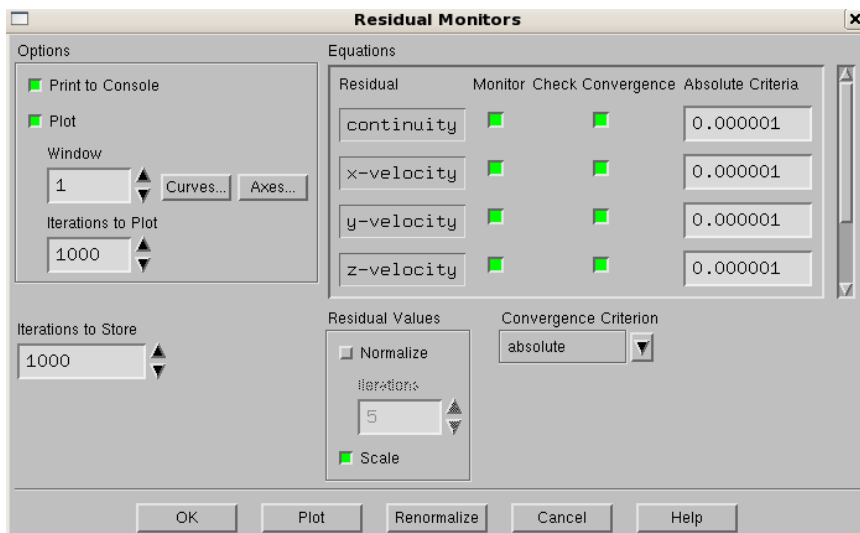 Residual Monitors
Options
Print to Console
Plot
Window
1
Curves...
Axes...
Iterations to Plot
1000
Iterations to Store
1000
Equations
Residual Monitor Check Convergence Absolute Criteria
continuity 0.000001
x-velocity 0.000001
y-velocity 0.000001
z-velocity 0.000001
Residual Values
Normalize
Iterations
5
Scale
Convergence Criterion
absolute
OK Plot Renormalize Cancel Help